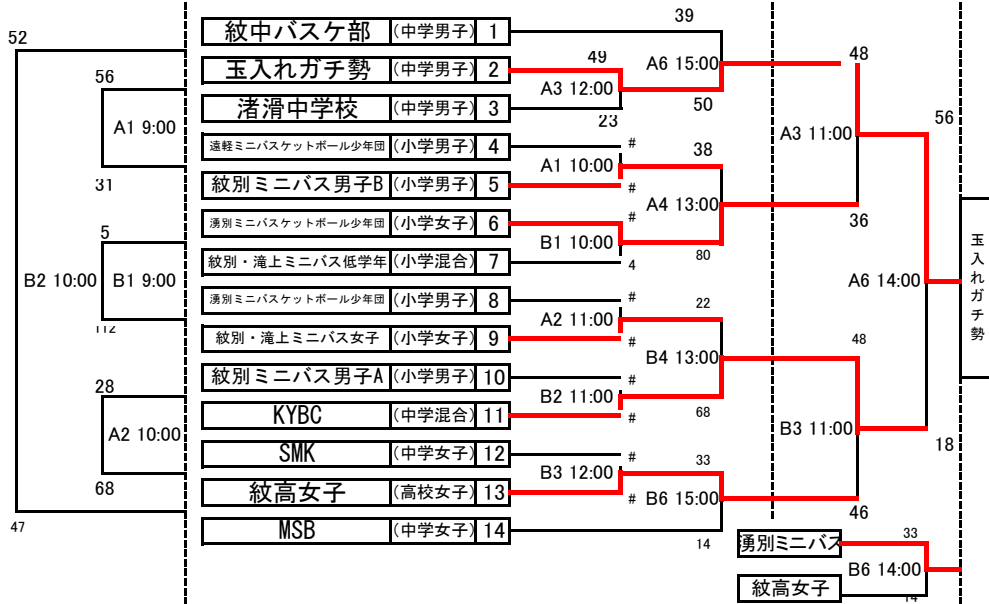 52
56
A1 9:00
31
5
B2 10:00
B1 9:00
112
28
A2 10:00
68
47
紋中バスケ部 (中学男子) 1
玉入れガチ勢 (中学男子) 2
渚滑中学校 (中学男子) 3
遠軽ミニバスケットボール少年団 (小学男子) 4
紋別ミニバス男子B (小学男子) 5
湧別ミニバスケットボール少年団 (小学女子) 6
紋別・滝上ミニバス低学年 (小学混合) 7
湧別ミニバスケットボール少年団 (小学男子) 8
紋別・滝上ミニバス女子 (小学女子) 9
紋別ミニバス男子A (小学男子) 10
KYBC (中学混合) 11
SMK (中学女子) 12
紋高女子 (高校女子) 13
MSB (中学女子) 14
39
49
A6 15:00
A3 12:00
50
23
#
38
A1 10:00
#
#
A4 13:00
B1 10:00
80
4
#
22
A2 11:00
#
B4 13:00
#
B2 11:00
68
#
#
33
B3 12:00
# B6 15:00
14
48
56
A3 11:00
36
A6 14:00
玉入れガチ勢
48
B3 11:00
18
46
湧別ミニバス
33
B6 14:00
紋高女子
14